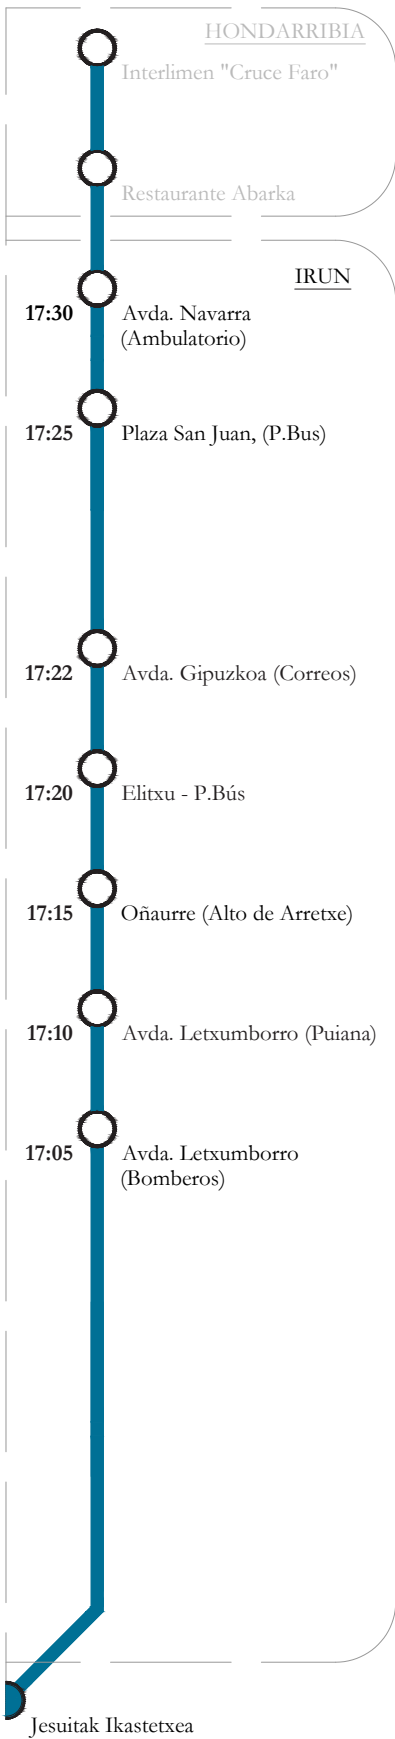 HONDARRIBIA
Interlimen "Cruce Faro"
Restaurante Abarka
IRUN
17:30 Avda. Navarra
(Ambulatorio)
17:25 Plaza San Juan, (P.Bus)
17:22 Avda. Gipuzkoa (Correos)
17:20 Elitxu - P.Bús
17:15 Oñaurre (Alto de Arretxe)
17:10 Avda. Letxumborro (Puiana)
17:05 Avda. Letxumborro
(Bomberos)
Jesuitak Ikastetxea